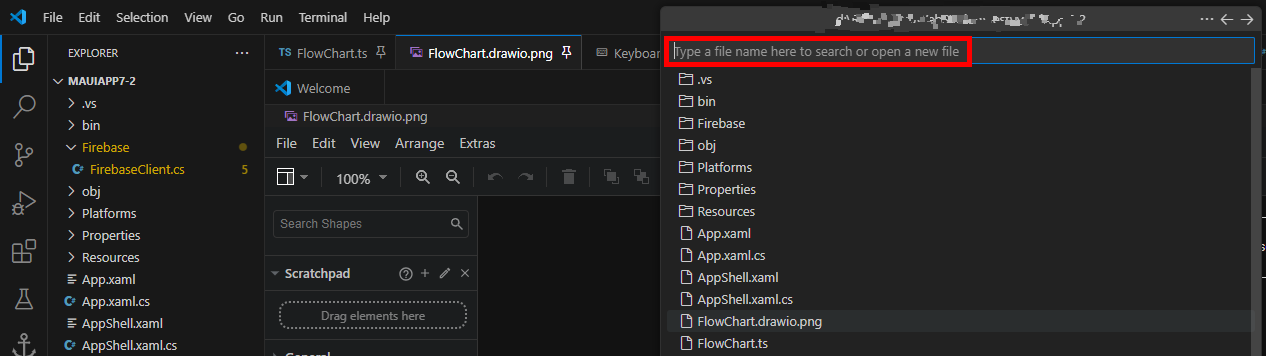 File Edit Selection View Go Run Terminal Help
EXPLORER
MAUIAPP7-2
.vs
bin
Firebase
FirebaseClient.cs 5
obj
Platforms
Properties
Resources
App.xaml
App.xaml.cs
AppShell.xaml
AppShell.xaml.cs
TS FlowChart.ts
FlowChart.drawio.png
Keyboar
Welcome
FlowChart.drawio.png
File Edit View Arrange Extras
100%
Search Shapes
Scratchpad
Drag elements here
General
Type a file name here to search or open a new file
.vs
bin
Firebase
obj
Platforms
Properties
Resources
App.xaml
App.xaml.cs
AppShell.xaml
AppShell.xaml.cs
FlowChart.drawio.png
FlowChart.ts